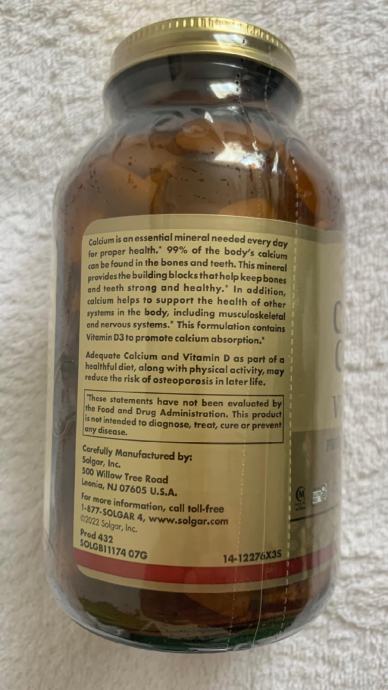 Calcium is an essential mineral needed every day
for proper health.* 99% of the body's calcium
can be found in the bones and teeth. This mineral
provides the building blocks that help keep bones
and teeth strong and healthy.* In addition,
calcium helps to support the health of other
systems in the body, including musculoskeletal
and nervous systems.* This formulation contains
Vitamin D3 to promote calcium absorption.*
Adequate Calcium and Vitamin D as part of a
healthful diet, along with physical activity, may
reduce the risk of osteoporosis in later life.
*These statements have not been evaluated by
the Food and Drug Administration. This product
is not intended to diagnose, treat, cure or prevent
any disease.
Carefully Manufactured by:
Solgar, Inc.
500 Willow Tree Road
Leonia, NJ 07605 U.S.A.
For more information, call toll-free
1-877-SOLGAR 4, www.solgar.com
©2022 Solgar, Inc.
Prod 432
SOLGB11174 07G
14-12276X3S